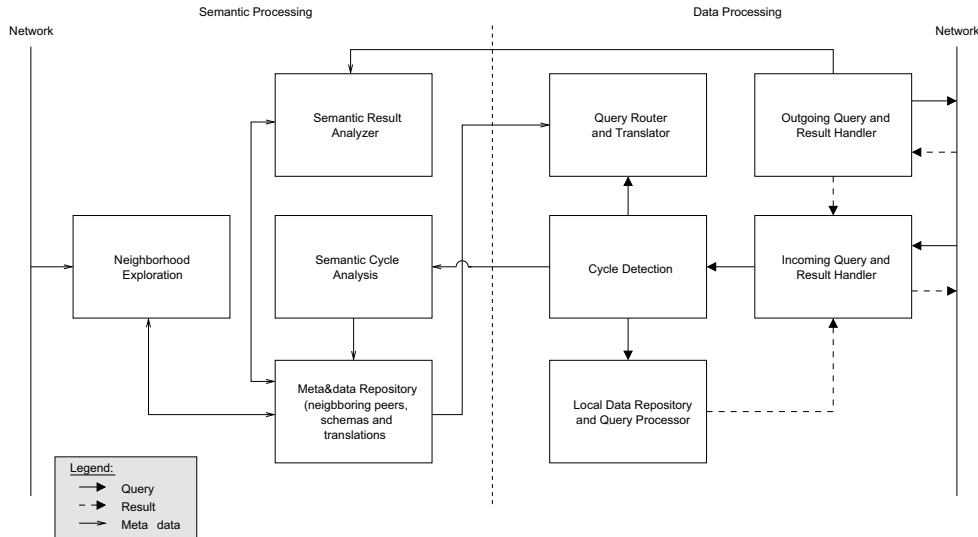 Semantic Processing
Data Processing
Network
Network
Semantic Result
Analyzer
Query Router
and Translator
Outgoing Query and
Result Handler
Neighborhood
Exploration
Semantic Cycle
Analysis
Cycle Detection
Incoming Query and
Result Handler
Meta&data Repository
(neighboring peers,
schemas and
translations
Local Data Repository
and Query Processor
Legend:
Query
Result
Meta data